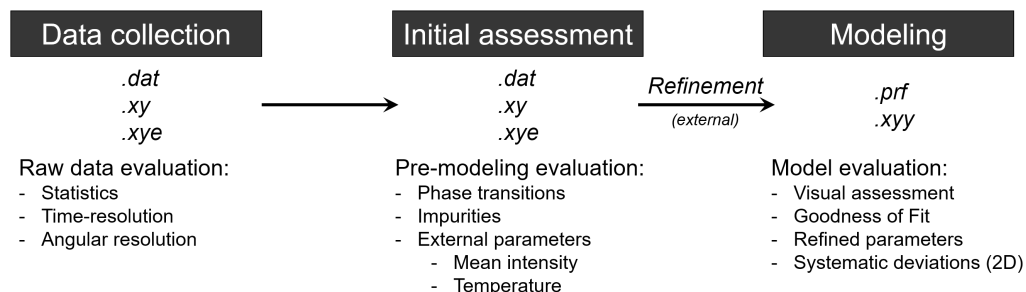 Data collection
.dat
.xy
.xye
Raw data evaluation:
- Statistics
- Time-resolution
- Angular resolution
Initial assessment
.dat
.xy
.xye
Pre-modeling evaluation:
- Phase transitions
- Impurities
- External parameters
- Mean intensity
- Temperature
Refinement
(external)
Modeling
.prf
.xyy
Model evaluation:
- Visual assessment
- Goodness of Fit
- Refined parameters
- Systematic deviations (2D)